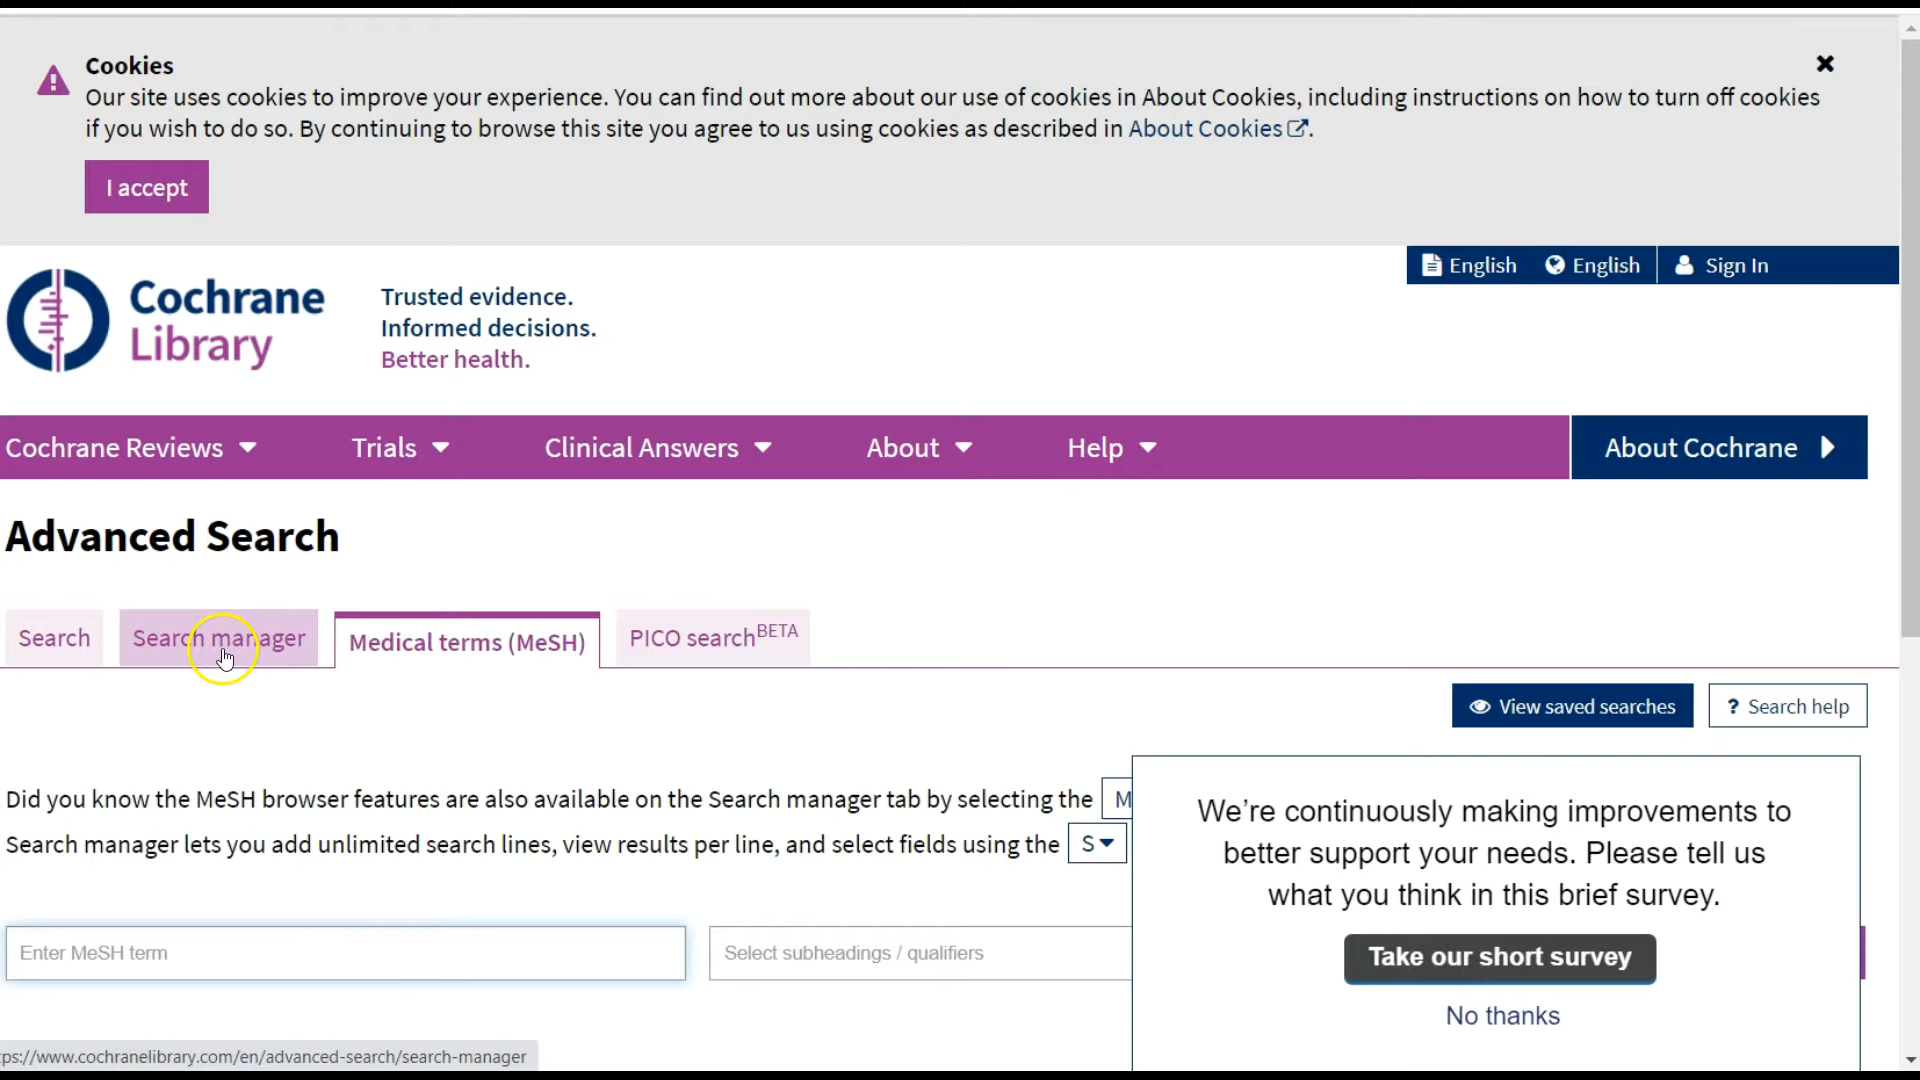 Cookies
Our site uses cookies to improve your experience. You can find out more about our use of cookies in About Cookies, including instructions on how to turn off cookies
if you wish to do so. By continuing to browse this site you agree to us using cookies as described in About Cookies.
I accept
English English Sign In
Cochrane
Library
Trusted evidence.
Informed decisions.
Better health.
Cochrane Reviews Trials Clinical Answers About Help About Cochrane
Advanced Search
Search Search manager Medical terms (MeSH) PICO search BETA
View saved searches ? Search help
Did you know the MeSH browser features are also available on the Search manager tab by selecting the M
Search manager lets you add unlimited search lines, view results per line, and select fields using the S
We're continuously making improvements to
better support your needs. Please tell us
what you think in this brief survey.
Take our short survey
No thanks
Enter MeSH term Select subheadings / qualifiers
tps://www.cochranelibrary.com/en/advanced-search/search-manager